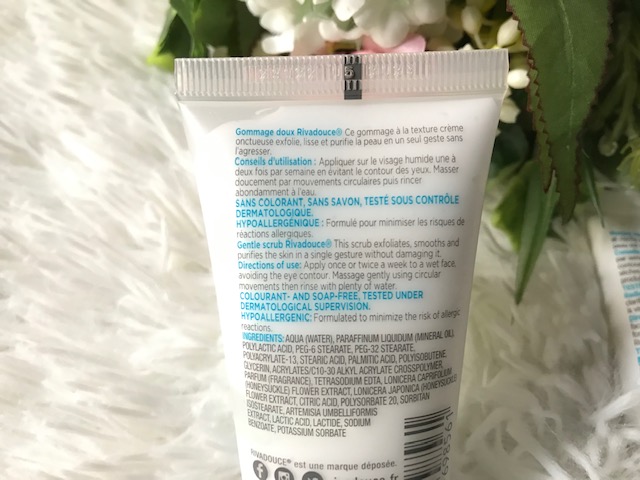 Gommage doux Rivadouce® Ce gommage à la texture crème
onctueuse exfolie, lisse et purifie la peau en un seul geste sans
l'agresser.
Conseils d'utilisation : Appliquer sur le visage humide une à
deux fois par semaine en évitant le contour des yeux. Masser
doucement par mouvements circulaires puis rincer
abondamment à l'eau.
SANS COLORANT, SANS SAVON, TESTÉ SOUS CONTRÔLE
DERMATOLOGIQUE.
HYPOALLERGÉNIQUE : Formulé pour minimiser les risques de
réactions allergiques.
Gentle scrub Rivadouce® This scrub exfoliates, smooths and
purifies the skin in a single gesture without damaging it.
Directions of use: Apply once or twice a week to a wet face,
avoiding the eye contour. Massage gently using circular
movements then rinse with plenty of water.
COLOURANT- AND SOAP-FREE, TESTED UNDER
DERMATOLOGICAL SUPERVISION.
HYPOALLERGENIC: Formulated to minimize the risk of allergic
reactions.
INGREDIENTS: AQUA (WATER), PARAFFINUM LIQUIDUM (MINERAL OIL),
POLYLACTIC ACID, PEG-6 STEARATE, PEG-32 STEARATE,
POLYACRYLATE-13, STEARIC ACID, PALMITIC ACID, POLYISOBUTENE,
GLYCERIN, ACRYLATES/C10-30 ALKYL ACRYLATE CROSSPOLYMER,
PARFUM (FRAGRANCE), TETRASODIUM EDTA, LONICERA CAPRIFOLIUM
(HONEYSUCKLE) FLOWER EXTRACT, LONICERA JAPONICA (HONEYSUCKLE)
FLOWER EXTRACT, CITRIC ACID, POLYSORBATE 20, SORBITAN
ISOSTEARATE, ARTEMISIA UMBELLIFORMIS
EXTRACT, LACTIC ACID, LACTIDE, SODIUM
BENZOATE, POTASSIUM SORBATE
RIVADOUCE® est une marque déposée.
rivadouce.fr